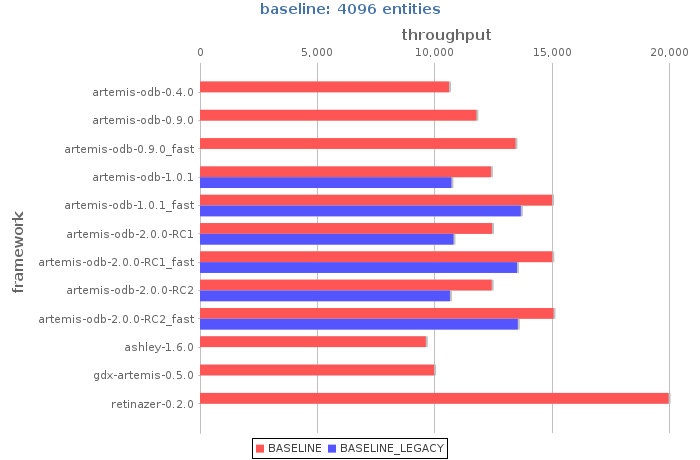 baseline: 4096 entities
throughput
0 5,000 10,000 15,000 20,000
framework
artemis-odb-0.4.0
artemis-odb-0.9.0
artemis-odb-0.9.0_fast
artemis-odb-1.0.1
artemis-odb-1.0.1_fast
artemis-odb-2.0.0-RC1
artemis-odb-2.0.0-RC1_fast
artemis-odb-2.0.0-RC2
artemis-odb-2.0.0-RC2_fast
ashley-1.6.0
gdx-artemis-0.5.0
retinazer-0.2.0
BASELINE BASELINE_LEGACY